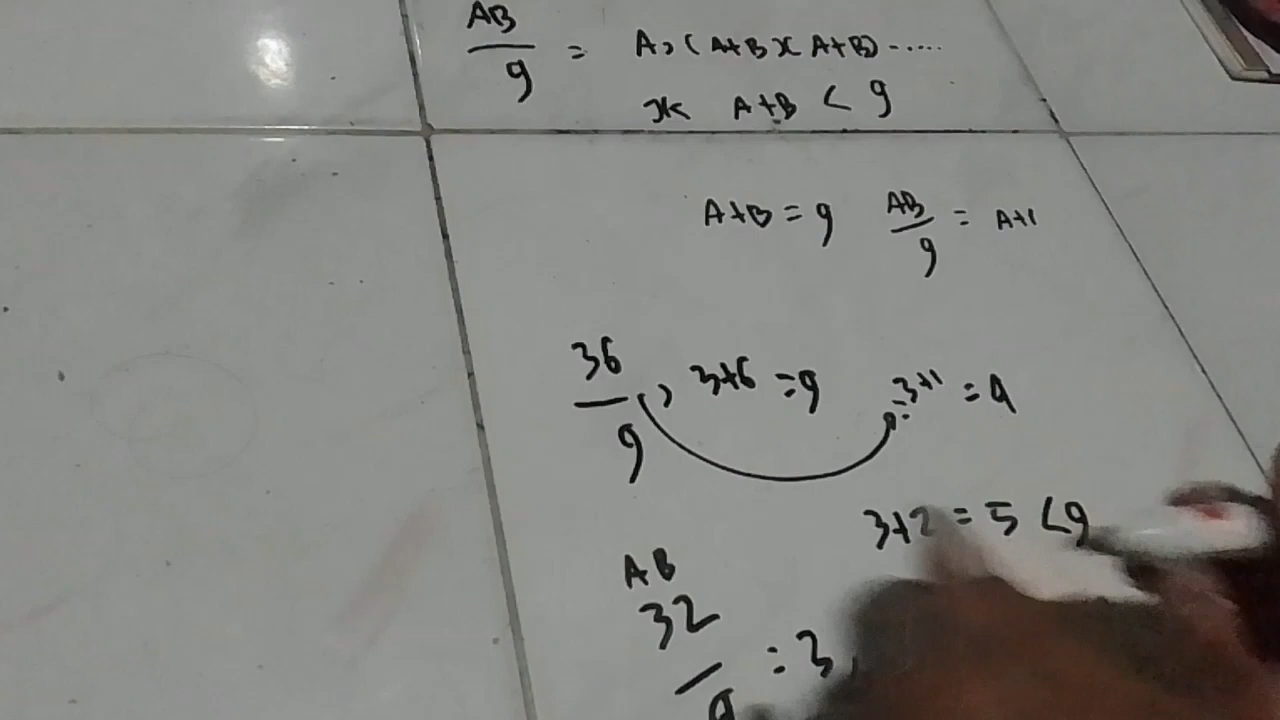 AB/9 = A,(A+B)(A+B).....
JK A+B < 9
A+B = 9 AB/9 = A+1
36/9 , 3+6 = 9 = 3+1 = 4
3+2 = 5 < 9
AB
32/9 = 3,